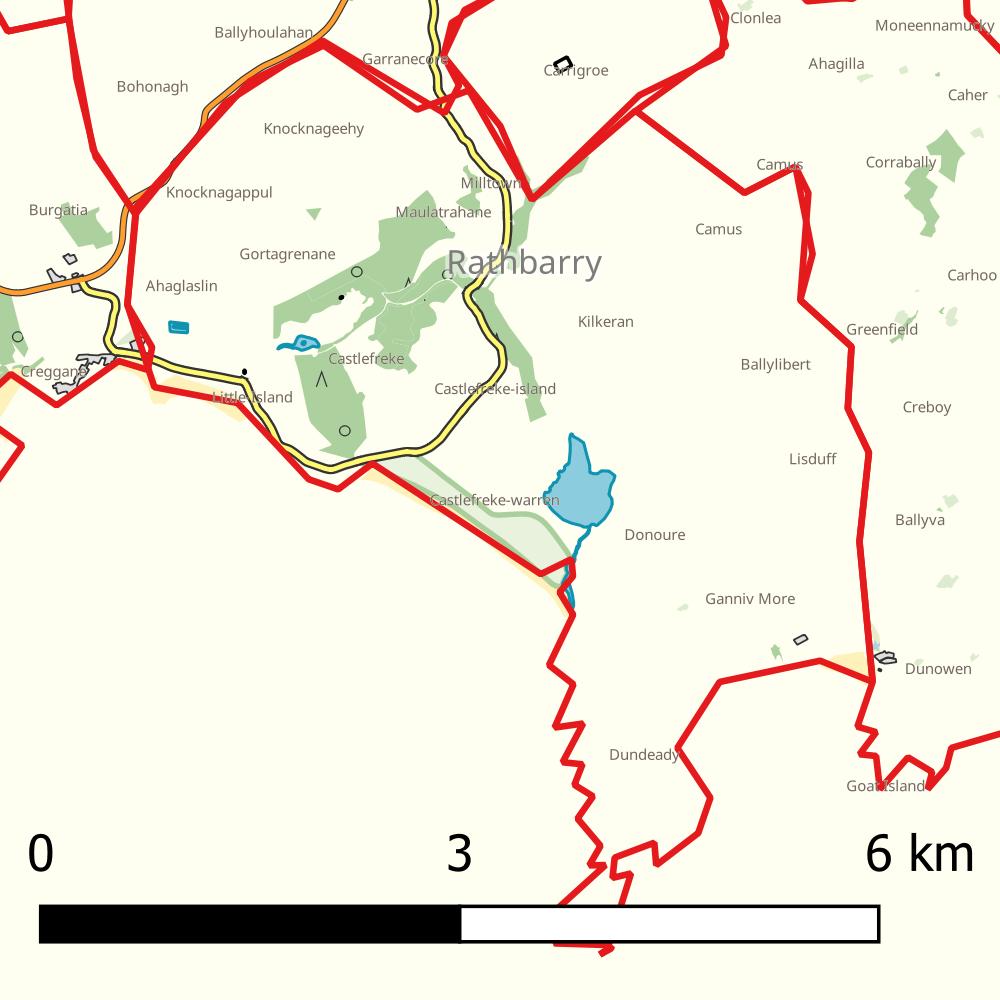 Clonlea
Moneennamucky
Ballyhoulahan
Garranecore
Carrigroe
Ahagilla
Bohonagh
Caher
Knocknageehy
Camus
Corrabally
Milltown
Knocknagappul
Burgatia
Maulatrahane
Camus
Gortagrenane
Rathbarry
Carhoo
Ahaglaslin
Kilkeran
Greenfield
Castlefreke
Ballylibert
Creggane
Castlefreke-island
Little Island
Creboy
Lisduff
Castlefreke-warren
Ballyva
Donoure
Ganniv More
Dunowen
Dundeady
Goat Island
0 3 6 km